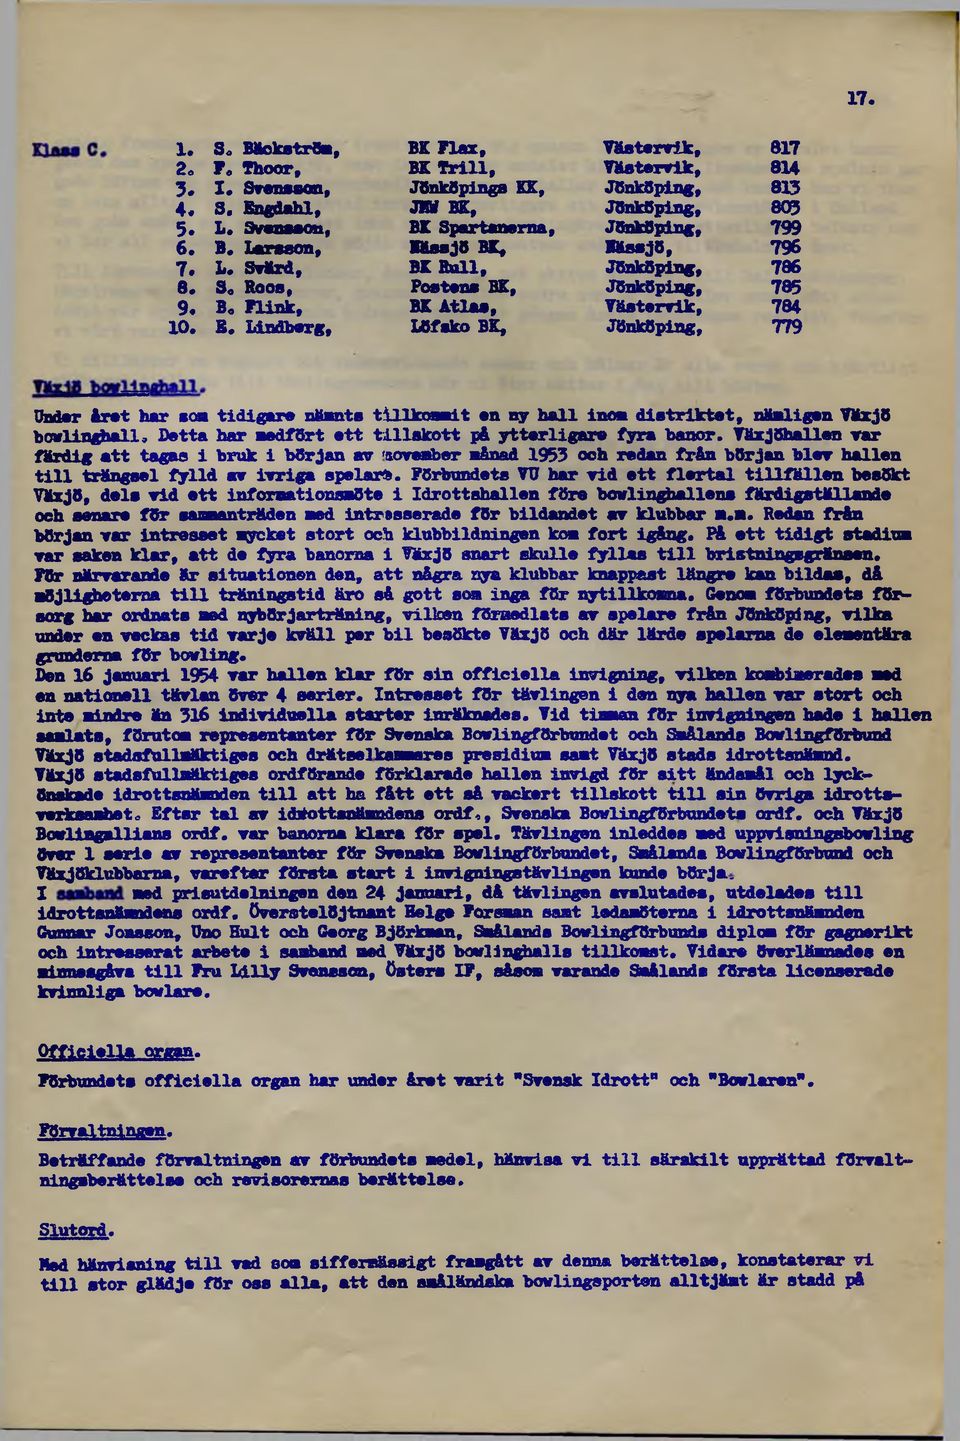 17.
Klass C. 1. S. Bäckström, BK Flax, Västervik, 817
2. F. Thoor, BK Trill, Västervik, 814
3. I. Svensson, Jönköpings KK, Jönköping, 813
4. S. Engdahl, JMW BK, Jönköping, 803
5. L. Svensson, BK Spartanerna, Jönköping, 799
6. B. Larsson, Nässjö BK, Nässjö, 796
7. L. Svärd, BK Rull, Jönköping, 786
8. S. Roos, Postens BK, Jönköping, 785
9. B. Flink, BK Atlas, Västervik, 784
10. E. Lindberg, Löfsko BK, Jönköping, 779
Växjö bowlinghall.
Under året har som tidigare nämnts tillkommit en ny hall inom distriktet, nämligen Växjö
bowlinghall. Detta har medfört ett tillskott på ytterligare fyra banor. Växjöhallen var
färdig att tagas i bruk i början av november månad 1953 och redan från början blev hallen
till trängsel fylld av ivriga spelare. Förbundets VU har vid ett flertal tillfällen besökt
Växjö, dels vid ett informationsmöte i Idrottshallen före bowlinghallens färdigställande
och senare för sammanträden med intresserade för bildandet av klubbar m.m. Redan från
början var intresset mycket stort och klubbildningen kom fort igång. På ett tidigt stadium
var saken klar, att de fyra banorna i Växjö snart skulle fyllas till bristningsgränsen.
För närvarande är situationen den, att några nya klubbar knappast längre kan bildas, då
möjligheterna till träningstid äro så gott som inga för nytillkomna. Genom förbundets för-
sorg har ordnats med nybörjarträning, vilken förmedlats av spelare från Jönköping, vilka
under en veckas tid varje kväll per bil besökte Växjö och där lärde spelarna de elementära
grunderna för bowling.
Den 16 januari 1954 var hallen klar för sin officiella invigning, vilken kombinerades med
en nationell tävlan över 4 serier. Intresset för tävlingen i den nya hallen var stort och
inte mindre än 316 individuella starter inräknades. Vid timman för invigningen hade i hallen
samlats, förutom representanter för Svenska Bowlingförbundet och Smålands Bowlingförbund
Växjö stadsfullmäktiges och drätselkammares presidium samt Växjö stads idrottsnämnd.
Växjö stadsfullmäktiges ordförande förklarade hallen invigd för sitt ändamål och lyck-
önskade idrottsnämnden till att ha fått ett så vackert tillskott till sin övriga idrotts-
verksamhet. Efter tal av idrottsnämndens ordf., Svenska Bowlingförbundets ordf. och Växjö
Bowlingallians ordf. var banorna klara för spel. Tävlingen inleddes med uppvisningsbowling
över 1 serie av representanter för Svenska Bowlingförbundet, Smålands Bowlingförbund och
Växjöklubbarna, varefter första start i invigningstävlingen kunde börja.
I samband med prisutdelningen den 24 januari, då tävlingen avslutades, utdelades till
idrottsnämndens ordf. Överstelöjtnant Helge Forsman samt ledamöterna i idrottsnämnden
Gunnar Jonasson, Uno Hult och Georg Björkman, Smålands Bowlingförbunds diplom för gagnerikt
och intresserat arbete i samband med Växjö bowlinghalls tillkomst. Vidare överlämnades en
minnesgåva till Fru Lilly Svensson, Östers IF, såsom varande Smålands första licenserade
kvinnliga bowlare.
Officiella organ.
Förbundets officiella organ har under året varit "Svensk Idrott" och "Bowlaren".
Förvaltningen.
Beträffande förvaltningen av förbundets medel, hänvisa vi till särskilt upprättad förvalt-
ningsberättelse och revisorernas berättelse.
Slutord.
Med hänvisning till vad som siffermässigt framgått av denna berättelse, konstaterar vi
till stor glädje för oss alla, att den småländska bowlingsporten alltjämt är stadd på